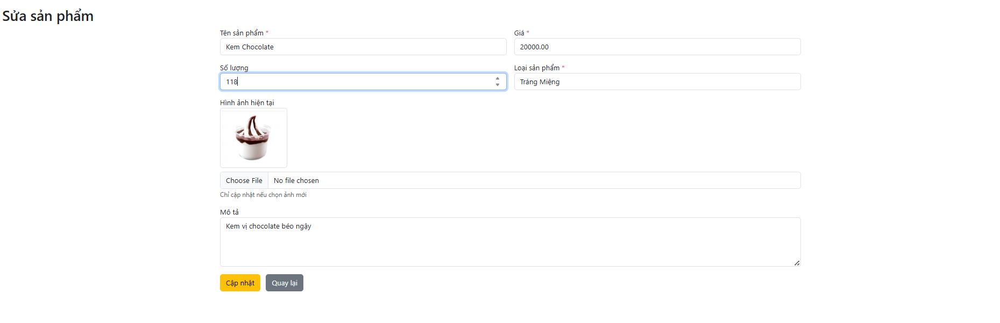 Sửa sản phẩm
Tên sản phẩm *
Giá *
Kem Chocolate
20000.00
Số lượng
Loại sản phẩm *
118
Tráng Miệng
Hình ảnh hiện tại
Choose File
No file chosen
Chỉ cập nhật nếu chọn ảnh mới
Mô tả
Kem vị chocolate béo ngậy
Cập nhật
Quay lại